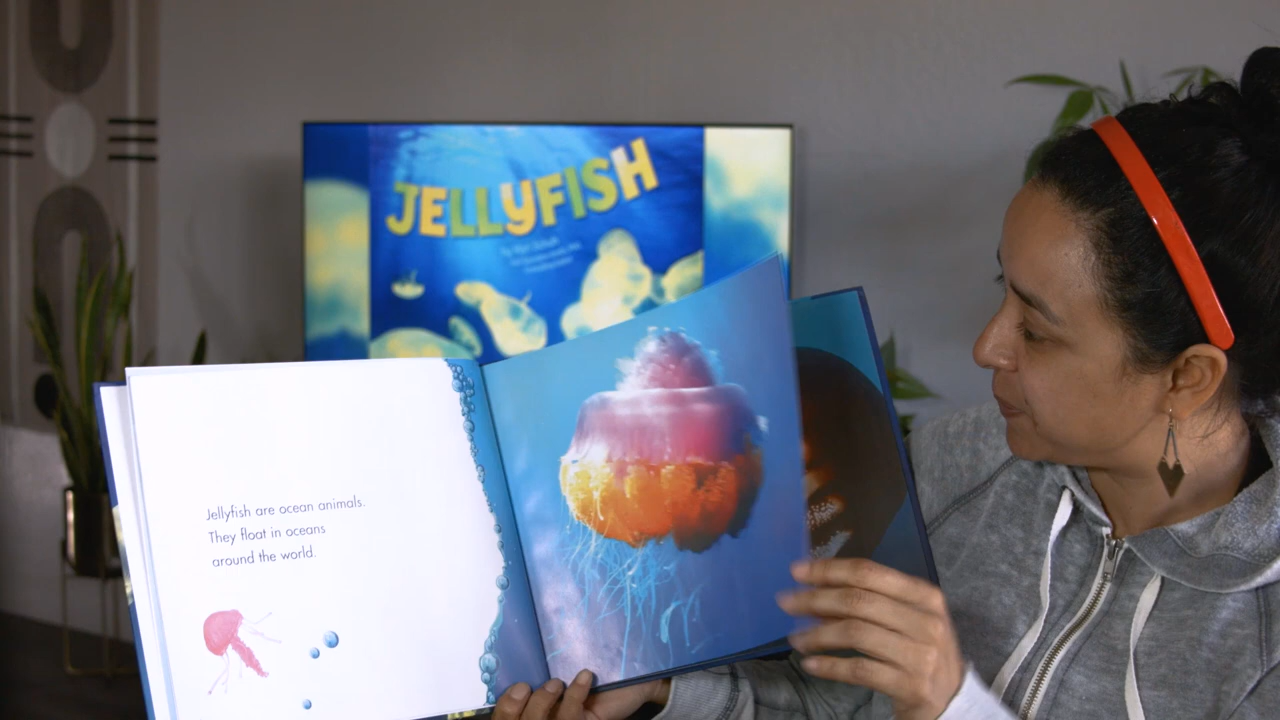 JELLYFISH
Jellyfish are ocean animals.
They float in oceans
around the world.